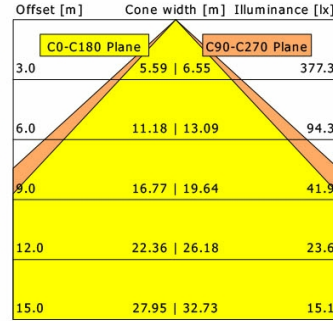 Offset [m] Cone width [m] Illuminance [lx]
C0-C180 Plane C90-C270 Plane
3.0 5.59 | 6.55 377.3
6.0 11.18 | 13.09 94.3
9.0 16.77 | 19.64 41.9
12.0 22.36 | 26.18 23.6
15.0 27.95 | 32.73 15.1